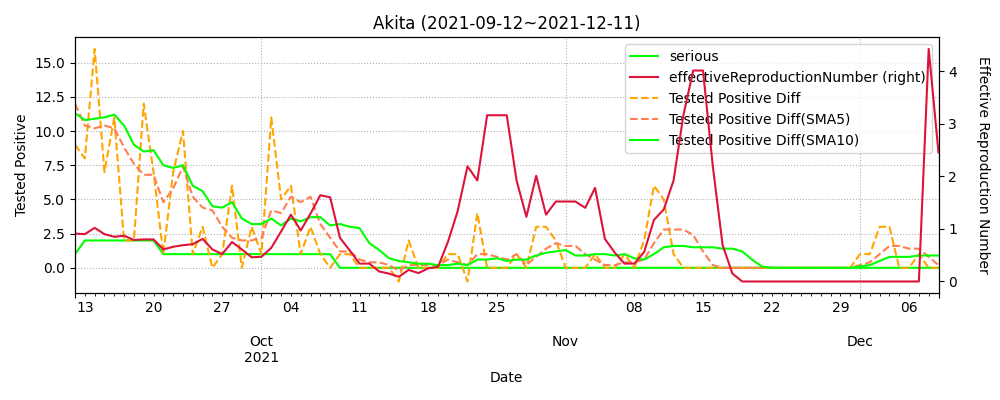 Akita (2021-09-12~2021-12-11)
serious
effectiveReproductionNumber (right)
Tested Positive Diff
Tested Positive Diff(SMA5)
Tested Positive Diff(SMA10)
Tested Positive
15.0
12.5
10.0
7.5
5.0
2.5
0.0
Effective Reproduction Number
4
3
2
1
0
13 20 27 04 11 18 25 08 15 22 29 06
Oct Nov Dec
2021
Date